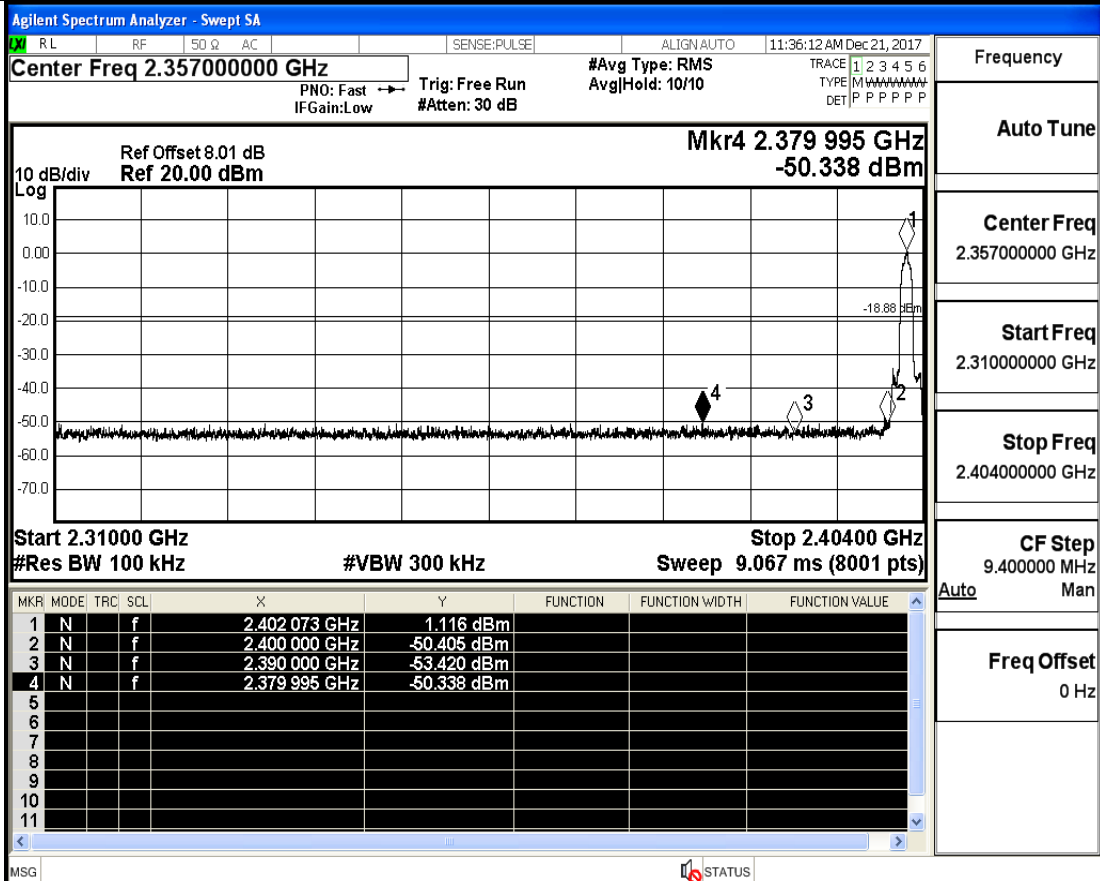 Agilent Spectrum Analyzer - Swept SA
LXI RL RF 50 Ω AC SENSE:PULSE ALIGN AUTO 11:36:12 AM Dec 21, 2017
Center Freq 2.357000000 GHz
PNO: Fast
IFGain:Low
Trig: Free Run
#Atten: 30 dB
#Avg Type: RMS
Avg|Hold: 10/10
TRACE 1 2 3 4 5 6
TYPE M WWWWW
DET P P P P P P
Mkr4 2.379 995 GHz
-50.338 dBm
Ref Offset 8.01 dB
10 dB/div Ref 20.00 dBm
Log
10.0
0.00
-10.0
-20.0
-30.0
-40.0
-50.0
-60.0
-70.0
1
-18.88 dBm
4
3
2
Start 2.31000 GHz Stop 2.40400 GHz
#Res BW 100 kHz #VBW 300 kHz Sweep 9.067 ms (8001 pts)
MKR MODE TRC SCL X Y FUNCTION FUNCTION WIDTH FUNCTION VALUE
1 N f 2.402 073 GHz 1.116 dBm
2 N f 2.400 000 GHz -50.405 dBm
3 N f 2.390 000 GHz -53.420 dBm
4 N f 2.379 995 GHz -50.338 dBm
5
6
7
8
9
10
11
MSG STATUS
Frequency
Auto Tune
Center Freq
2.357000000 GHz
Start Freq
2.310000000 GHz
Stop Freq
2.404000000 GHz
CF Step
9.400000 MHz
Auto Man
Freq Offset
0 Hz